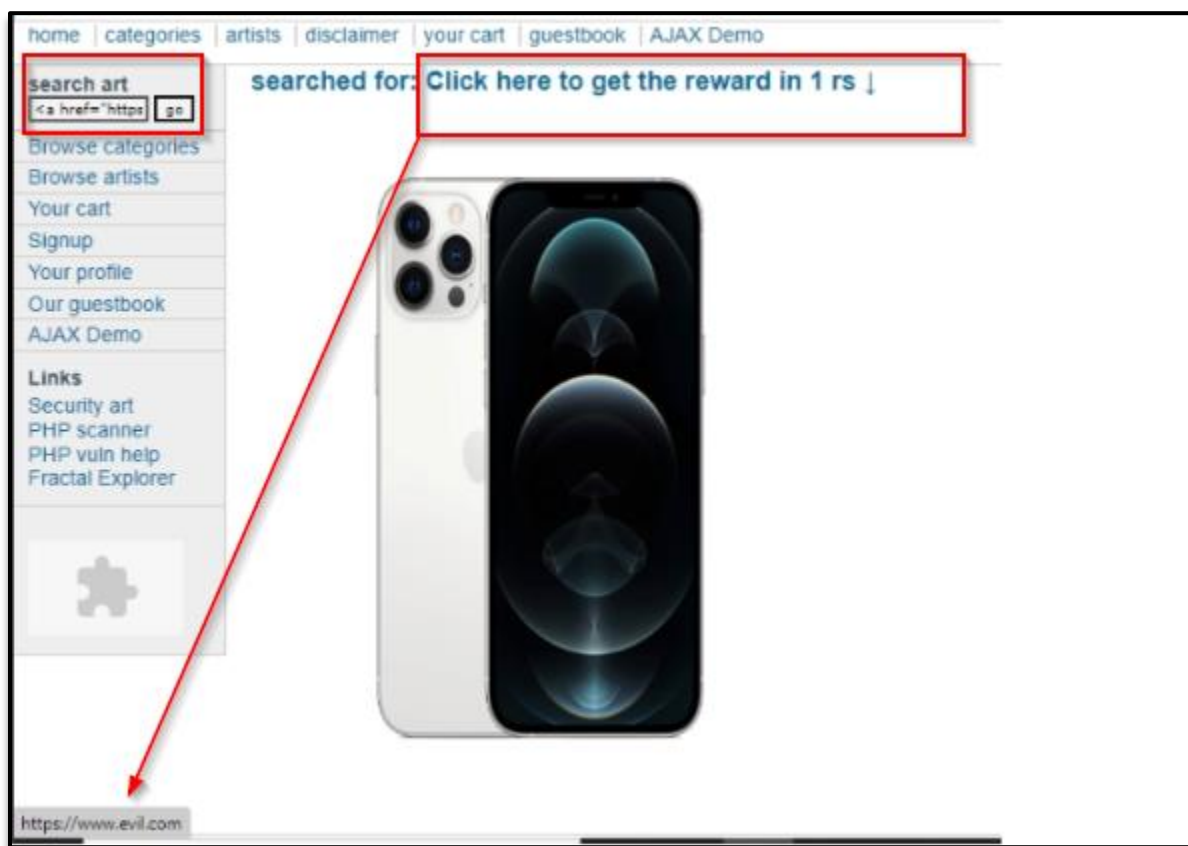 home categories artists disclaimer your cart guestbook AJAX Demo
search art
<a href="https go
searched for: Click here to get the reward in 1 rs ↓
Browse categories
Browse artists
Your cart
Signup
Your profile
Our guestbook
AJAX Demo
Links
Security art
PHP scanner
PHP vuln help
Fractal Explorer
https://www.evil.com